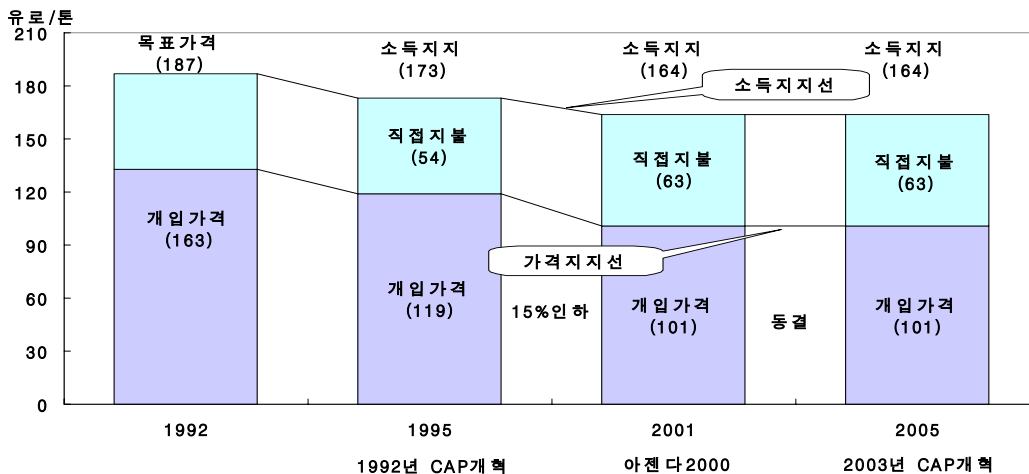 유로/톤
210
180
150
120
90
60
30
0
목표가격
(187)
개입가격
(163)
소득지지
(173)
직접지불
(54)
개입가격
(119)
15%인하
소득지지
(164)
소득지지선
직접지불
(63)
가격지지선
개입가격
(101)
동결
소득지지
(164)
직접지불
(63)
개입가격
(101)
1992
1995
2001
2005
1992년 CAP개혁
아젠다2000
2003년 CAP개혁